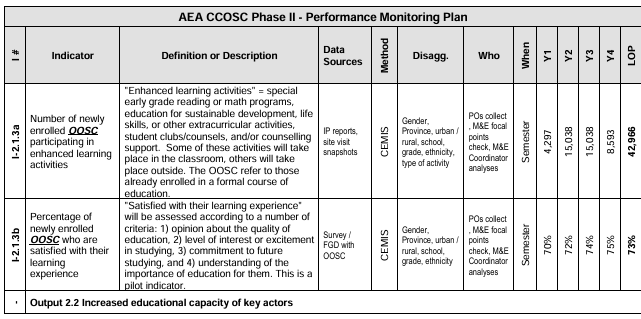 AEA CCOSC Phase II - Performance Monitoring Plan
I #
Indicator
Definition or Description
Data
Sources
Method
Disagg.
Who
When
Y1
Y2
Y3
Y4
LOP
I-2.1.3a
Number of newly
enrolled OOSC
participating in
enhanced learning
activities
"Enhanced learning activities" = special
early grade reading or math programs,
education for sustainable development, life
skills, or other extracurricular activities,
student clubs/counsels, and/or counselling
support.  Some of these activities will take
place in the classroom, others will take
place outside. The OOSC refer to those
already enrolled in a formal course of
education.
IP reports,
site visit
snapshots
CEMIS
Gender,
Province, urban /
rural, school,
grade, ethnicity,
type of activity
POs collect
, M&E focal
points
check, M&E
Coordinator
analyses
Semester
4,297
15,038
15,038
8,593
42,966
I-2.1.3b
Percentage of
newly enrolled
OOSC who are
satisfied with their
learning
experience
"Satisfied with their learning experience"
will be assessed according to a number of
criteria: 1) opinion about the quality of
education, 2) level of interest or excitement
in studying, 3) commitment to future
studying, and 4) understanding of the
importance of education for them. This is a
pilot indicator.
Survey /
FGD with
OOSC
CEMIS
Gender,
Province, urban /
rural, school,
grade, ethnicity
POs collect
, M&E focal
points
check, M&E
Coordinator
analyses
Semester
70%
72%
74%
75%
73%
Output 2.2 Increased educational capacity of key actors